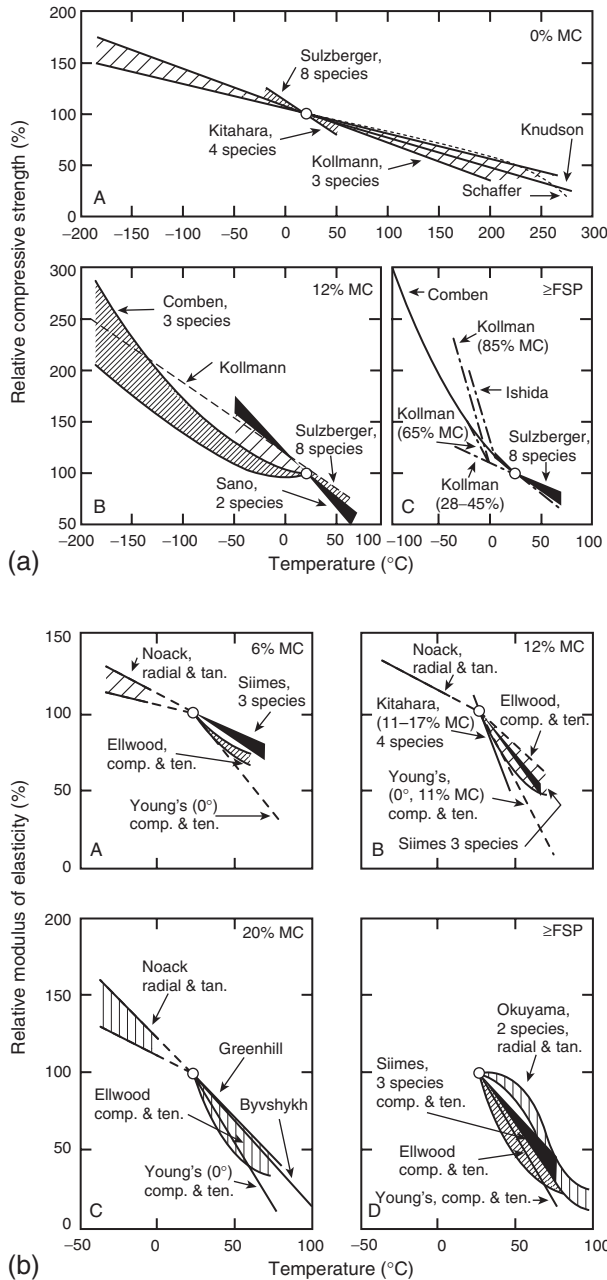 Relative compressive strength (%)
200
150
100
50
0
0% MC
Sulzberger,
8 species
Kitahara,
4 species
Kollmann,
3 species
Knudson
Schaffer
A
−200 −150 −100 −50 0 50 100 150 200 250 300
300
250
200
150
100
50
12% MC
Comben,
3 species
Kollmann
Sulzberger,
8 species
Sano,
2 species
B
−200 −150 −100 −50 0 50 100
≥FSP
Comben
Kollman
(85% MC)
Ishida
Kollman
(65% MC)
Sulzberger,
8 species
Kollman
(28–45%)
C
−50 0 50 100
Temperature (°C)
(a)
Relative modulus of elasticity (%)
150
100
50
0
6% MC
Noack,
radial & tan.
Siimes,
3 species
Ellwood,
comp. & ten.
Young's (0°)
comp. & ten.
A
12% MC
Noack,
radial & tan.
Kitahara,
(11–17% MC)
4 species
Ellwood,
comp. & ten.
Young's,
(0°, 11% MC)
comp. & ten.
Siimes 3 species
B
200
150
100
50
0
20% MC
Noack
radial & tan.
Greenhill
Ellwood
comp. & ten.
Byvshykh
Young's (0°)
comp. & ten.
C
−50 0 50 100
≥FSP
Okuyama,
2 species,
radial & tan.
Siimes,
3 species
comp. & ten.
Ellwood
comp. & ten.
Young's, comp. & ten.
D
−50 0 50 100
Temperature (°C)
(b)